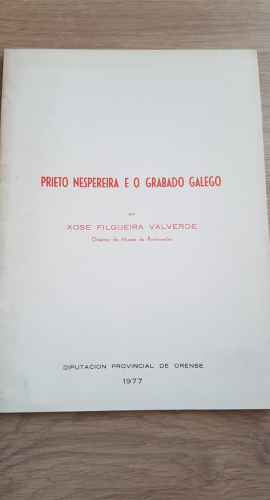 PRIETO NESPEREIRA E O GRABADO GALEGO
por
XOSE FILGUEIRA VALVERDE
Director do Museo de Pontevedra
DIPUTACION PROVINCIAL DE ORENSE
1977